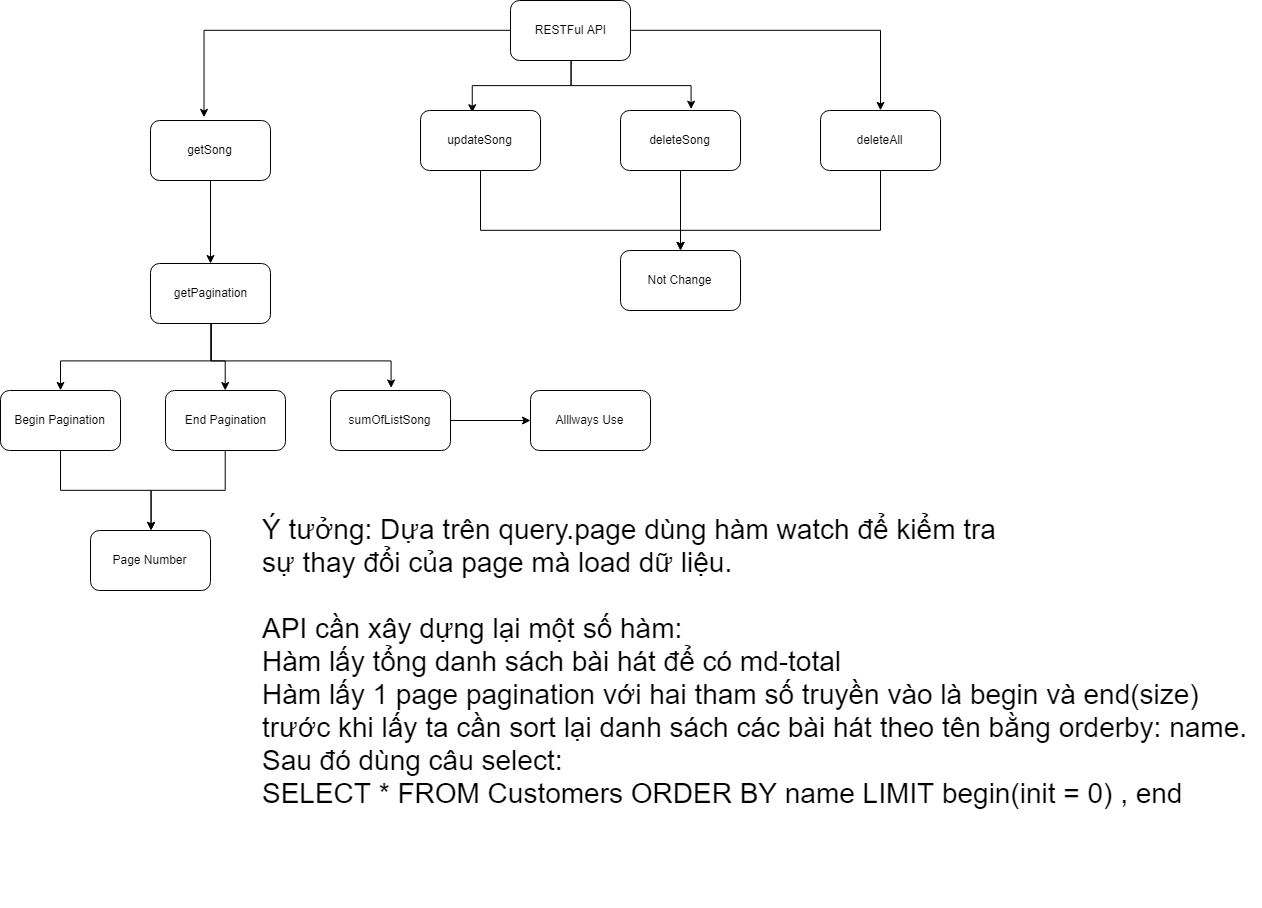 RESTFul API
getSong
updateSong
deleteSong
deleteAll
Not Change
getPagination
Begin Pagination
End Pagination
sumOfListSong
Alllways Use
Page Number
Ý tưởng: Dựa trên query.page dùng hàm watch để kiểm tra
sự thay đổi của page mà load dữ liệu.
API cần xây dựng lại một số hàm:
Hàm lấy tổng danh sách bài hát để có md-total
Hàm lấy 1 page pagination với hai tham số truyền vào là begin và end(size)
trước khi lấy ta cần sort lại danh sách các bài hát theo tên bằng orderby: name.
Sau đó dùng câu select:
SELECT * FROM Customers ORDER BY name LIMIT begin(init = 0) , end